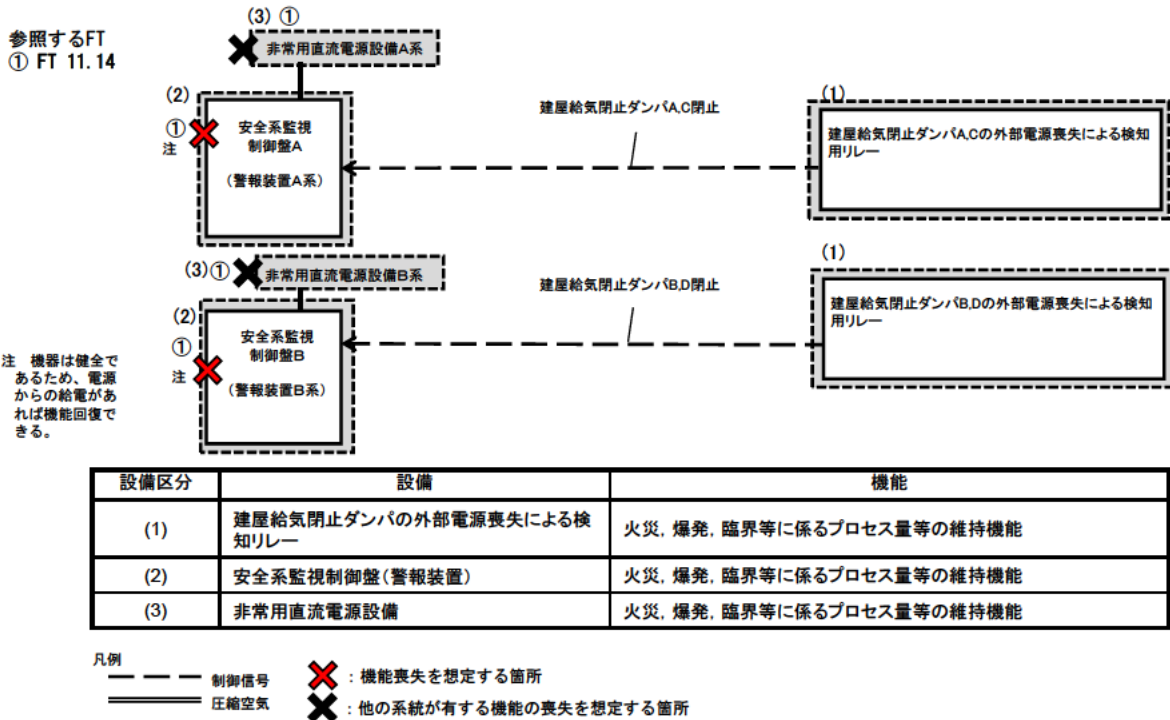 参照するFT
① FT 11.14
(3) ①
非常用直流電源設備A系
(2)
①
注
安全系監視
制御盤A
(警報装置A系)
建屋給気閉止ダンパA,C閉止
(1)
建屋給気閉止ダンパA,Cの外部電源喪失による検知
用リレー
(3)①
非常用直流電源設備B系
(2)
①
注
安全系監視
制御盤B
(警報装置B系)
建屋給気閉止ダンパB,D閉止
(1)
建屋給気閉止ダンパB,Dの外部電源喪失による検知
用リレー
注 機器は健全で
あるため、電源
からの給電があ
れば機能回復で
きる。
設備区分 設備 機能
(1) 建屋給気閉止ダンパの外部電源喪失による検
知リレー 火災, 爆発, 臨界等に係るプロセス量等の維持機能
(2) 安全系監視制御盤(警報装置) 火災, 爆発, 臨界等に係るプロセス量等の維持機能
(3) 非常用直流電源設備 火災, 爆発, 臨界等に係るプロセス量等の維持機能
凡例
制御信号 : 機能喪失を想定する箇所
圧縮空気 : 他の系統が有する機能の喪失を想定する箇所